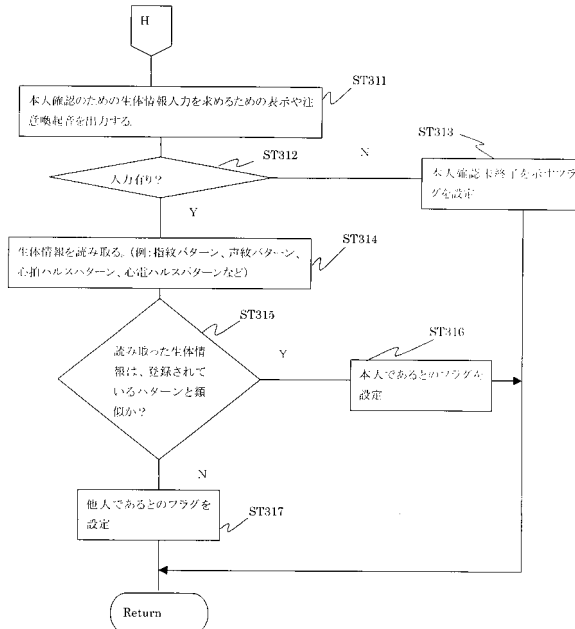 H
ST311
本人確認のための生体情報入力を求めるための表示や注
意喚起音を出力する。
ST312
入力有り?
N
ST313
本人確認未終了を示すフラ
グを設定
Y
ST314
生体情報を読み取る。(例:指紋パターン、声紋パターン、
心拍パルスパターン、心電パルスパターンなど)
ST315
読み取った生体情
報は、登録されて
いるパターンと類
似か?
Y
ST316
本人であるとのフラグを
設定
N
他人であるとのフラグを
設定
ST317
Return